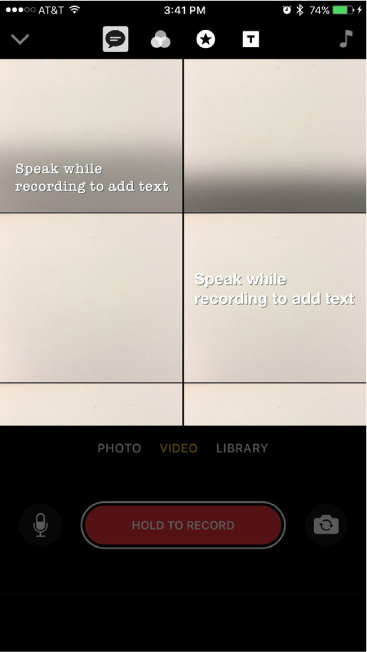 AT&T 3:41 PM 74%
T
Speak while
recording to add text
Speak while
recording to add text
PHOTO VIDEO LIBRARY
HOLD TO RECORD